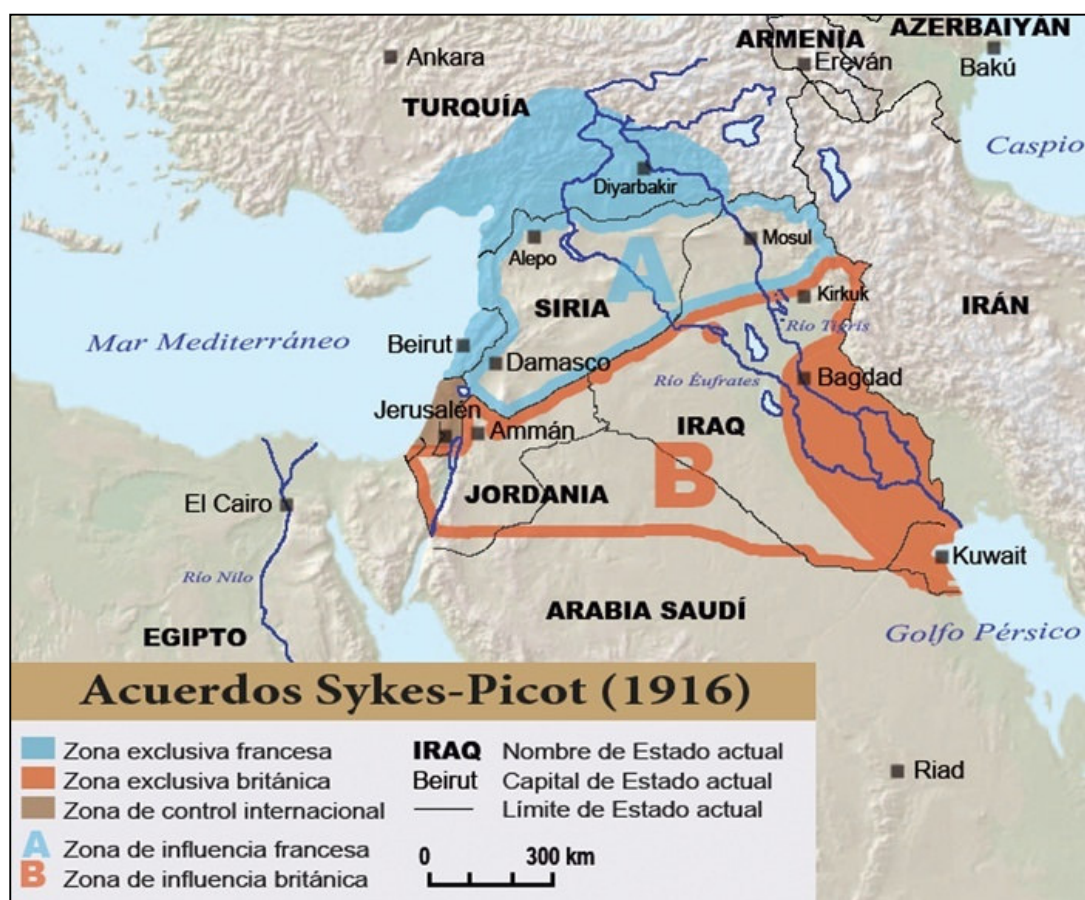 AZERBAIYÁN
ARMENIA
Ereván
Bakú
Ankara
TURQUÍA
Caspio
Diyarbakir
Alepo
Mosul
A
SIRIA
Kirkuk
IRÁN
Río Tigris
Mar Mediterráneo
Beirut
Damasco
Río Éufrates
Bagdad
Jerusalén
Ammán
IRAQ
B
JORDANIA
El Cairo
Kuwait
Río Nilo
ARABIA SAUDÍ
EGIPTO
Golfo Pérsico
Acuerdos Sykes-Picot (1916)
Zona exclusiva francesa
Zona exclusiva británica
Zona de control internacional
A Zona de influencia francesa
B Zona de influencia británica
IRAQ Nombre de Estado actual
Beirut Capital de Estado actual
Límite de Estado actual
0 300 km
Riad